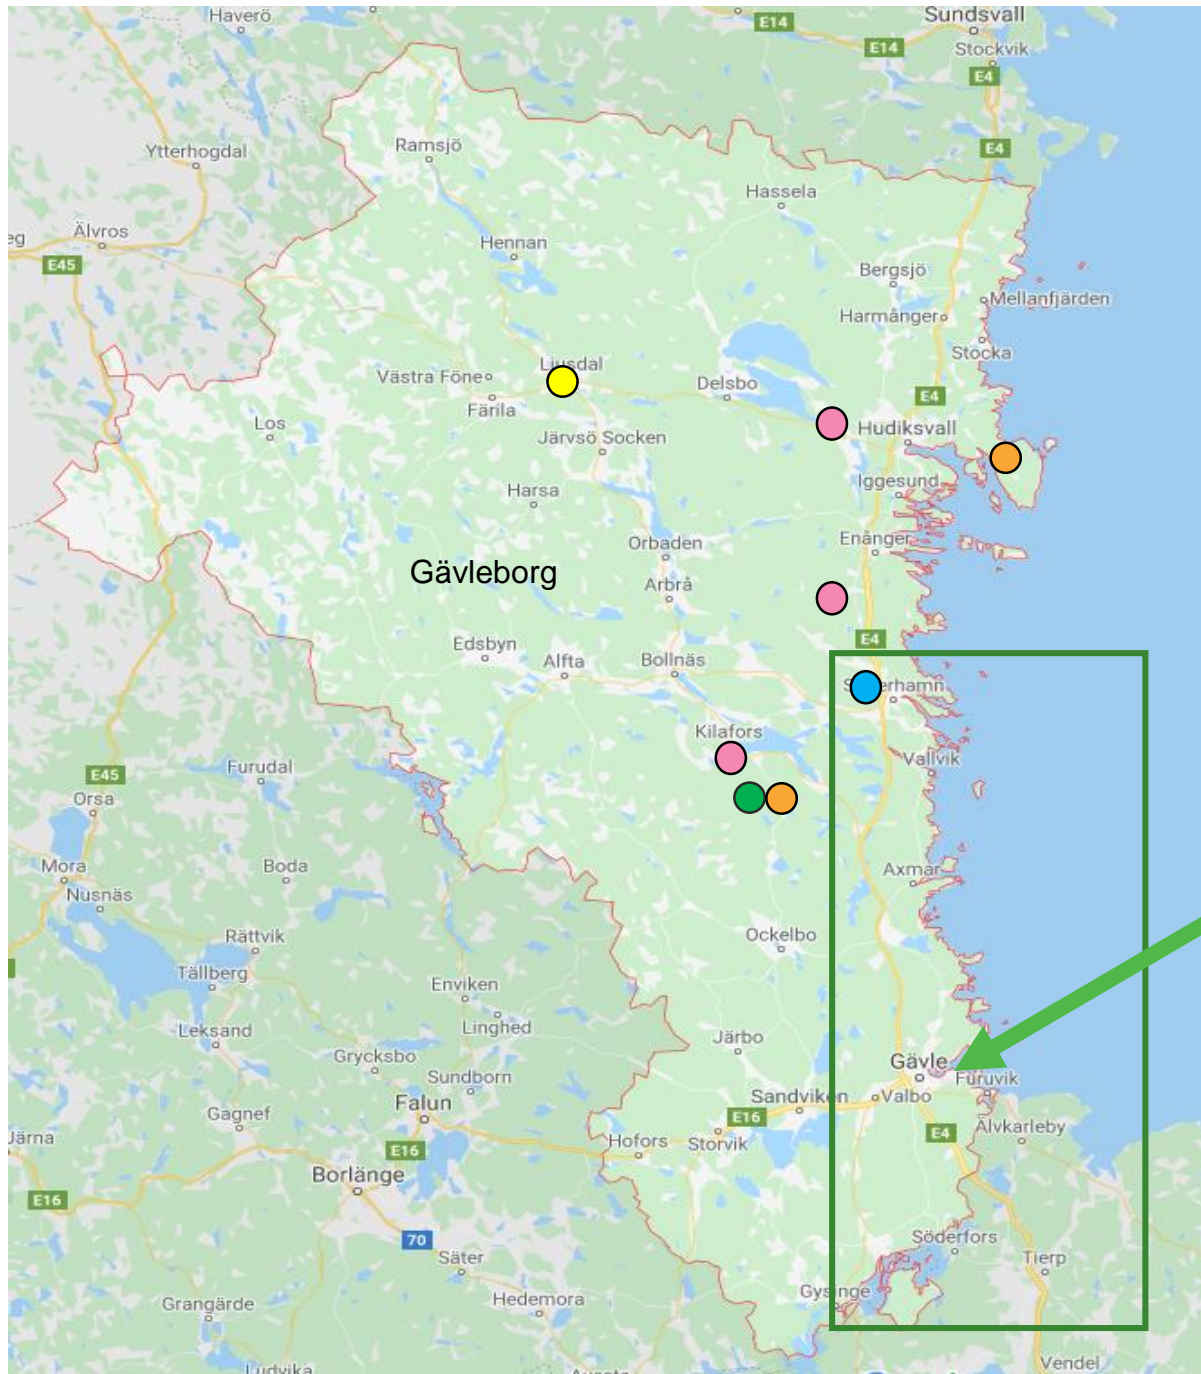 Haverö
E14
Sundsvall
E14
Stockvik
E4
Ramsjö
Ytterhogdal
E4
Hassela
Älvros
E45
Hennan
Bergsjö
Mellanfjärden
Harmånger
Stocka
Ljusdal
Västra Föne
Delsbo
E4
Färila
Los
Järvsö Socken
Hudiksvall
Iggesund
Harsa
Orbaden
Enånger
Gävleborg
Arbrå
E4
Edsbyn
Alfta
Bollnäs
Kilafors
Vallvik
E45
Furudal
Orsa
Mora
Boda
Axmar
Nusnäs
Rättvik
Ockelbo
Tällberg
Enviken
Linghed
Leksand
Järbo
Grycksbo
Gävle
Sundborn
Furuvik
Falun
Sandviken
Valbo
Gagnef
E16
Älvkarleby
Järna
E4
Hofors
Storvik
E16
Borlänge
E16
70
Söderfors
Säter
Tierp
Gysinge
Grangärde
Hedemora
Vendel